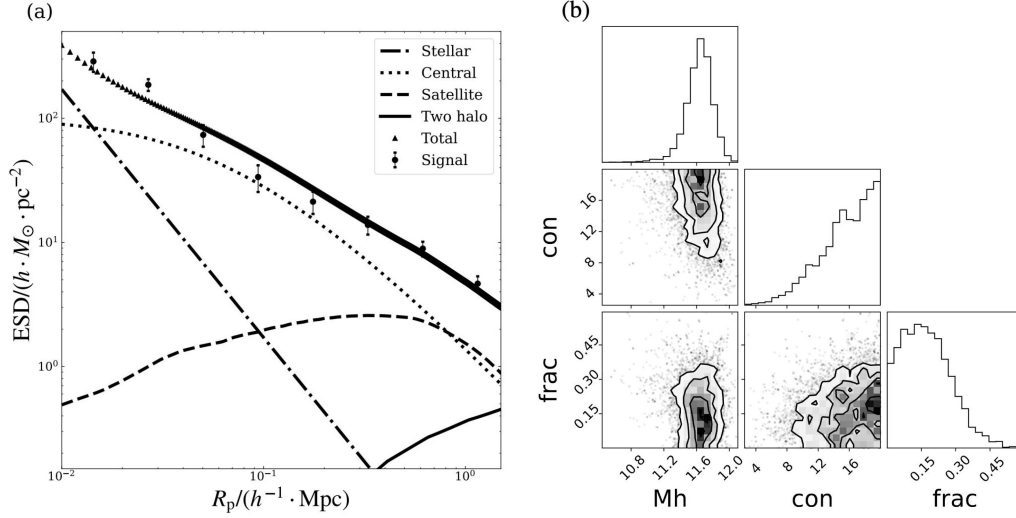 (a)
ESD/(h · M⊙ · pc⁻²)
10²
10¹
10⁰
10⁻²
10⁻¹
10⁰
Rₚ/(h⁻¹ · Mpc)
Stellar
Central
Satellite
Two halo
Total
Signal
(b)
con
16
12
8
4
frac
0.45
0.30
0.15
10.8
11.2
11.6
12.0
Mh
4
8
12
16
con
0.15
0.30
0.45
frac